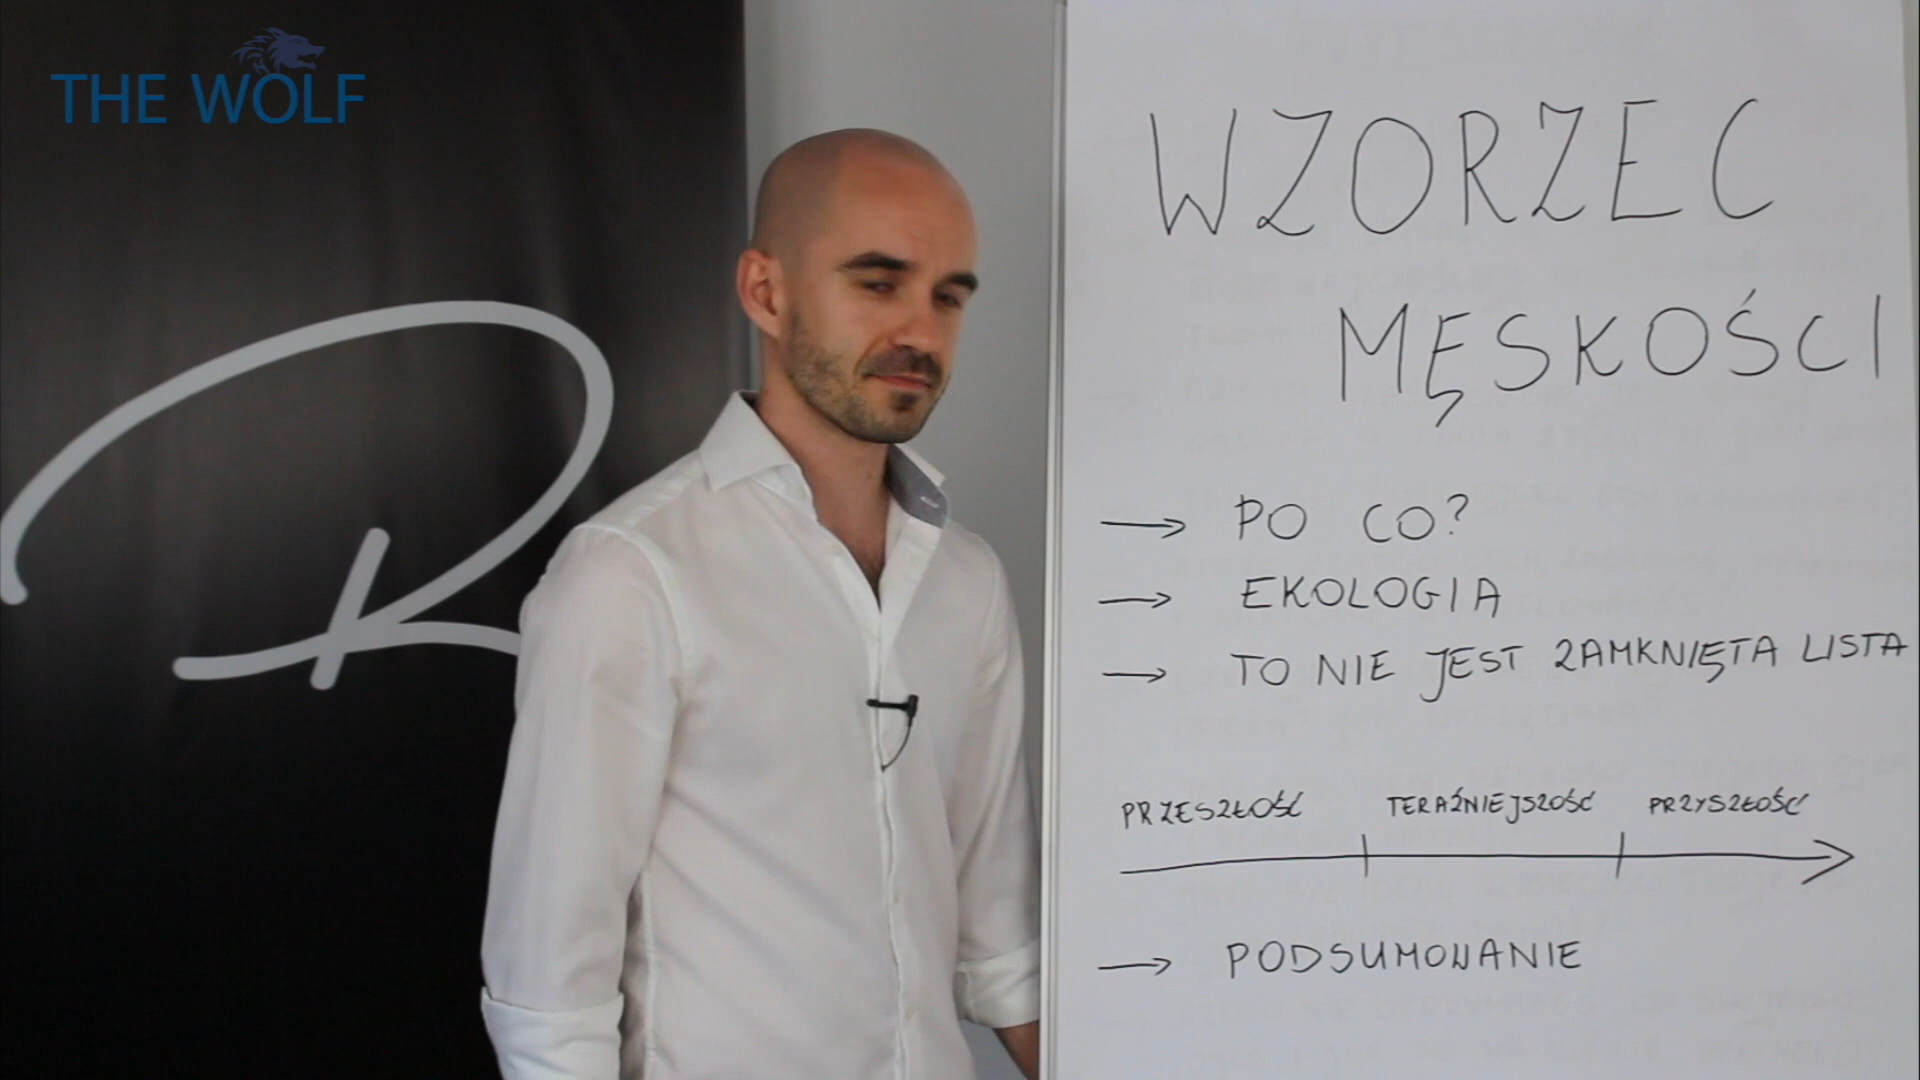 THE WOLF
R
WZORZEC
MĘSKOŚCI
→ PO CO?
→ EKOLOGIA
→ TO NIE JEST ZAMKNIĘTA LISTA
PRZESZŁOŚĆ TERAŹNIEJSZOŚĆ PRZYSZŁOŚĆ
→ PODSUMOWANIE